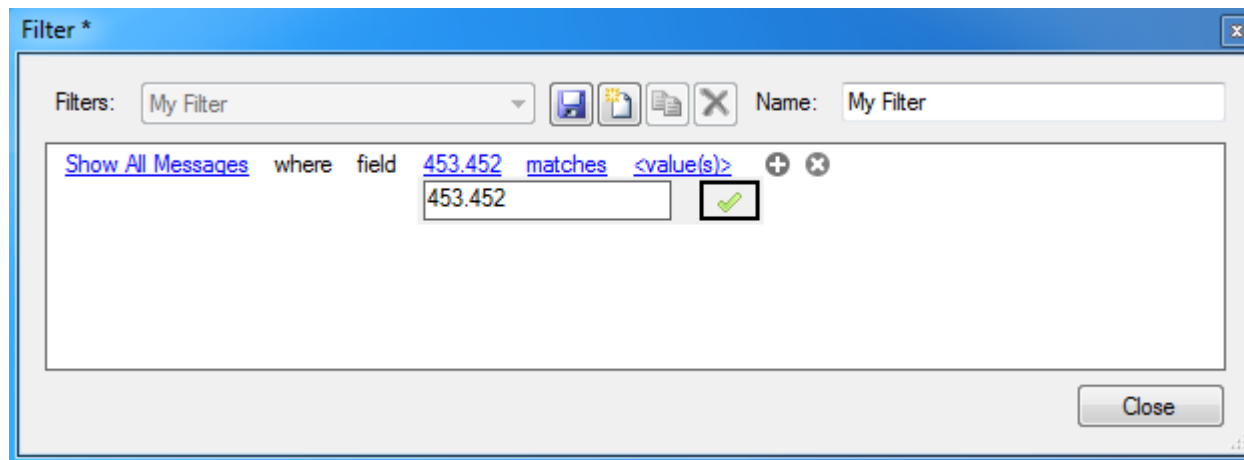 Filter *
Filters: My Filter Name: My Filter
Show All Messages where field 453.452 matches <value(s)>
453.452
Close